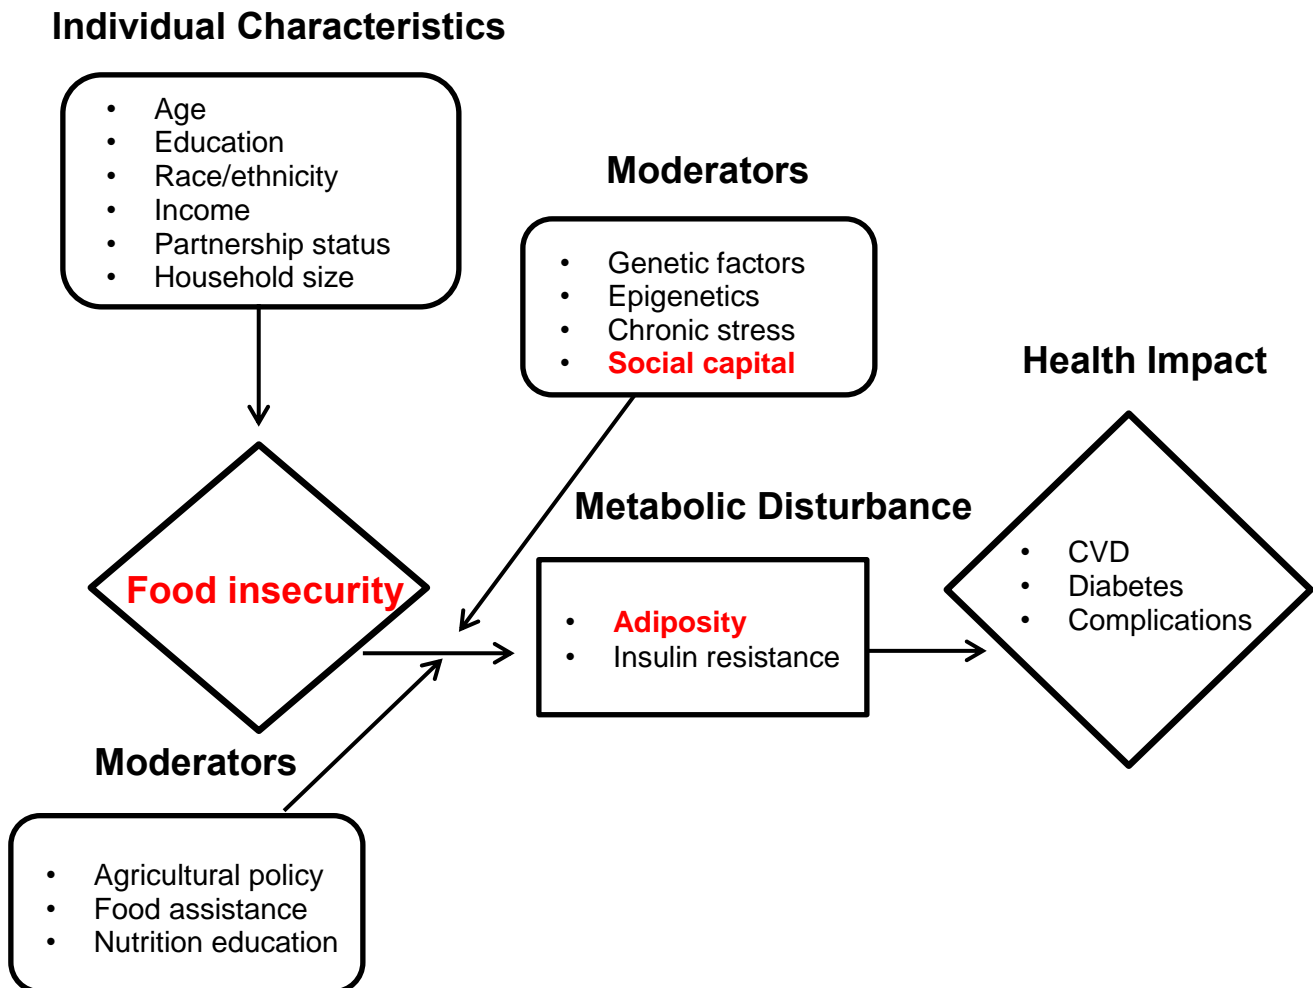 Individual Characteristics
• Age
• Education
• Race/ethnicity
• Income
• Partnership status
• Household size
Moderators
• Genetic factors
• Epigenetics
• Chronic stress
• Social capital
Health Impact
• CVD
• Diabetes
• Complications
Metabolic Disturbance
• Adiposity
• Insulin resistance
Food insecurity
Moderators
• Agricultural policy
• Food assistance
• Nutrition education